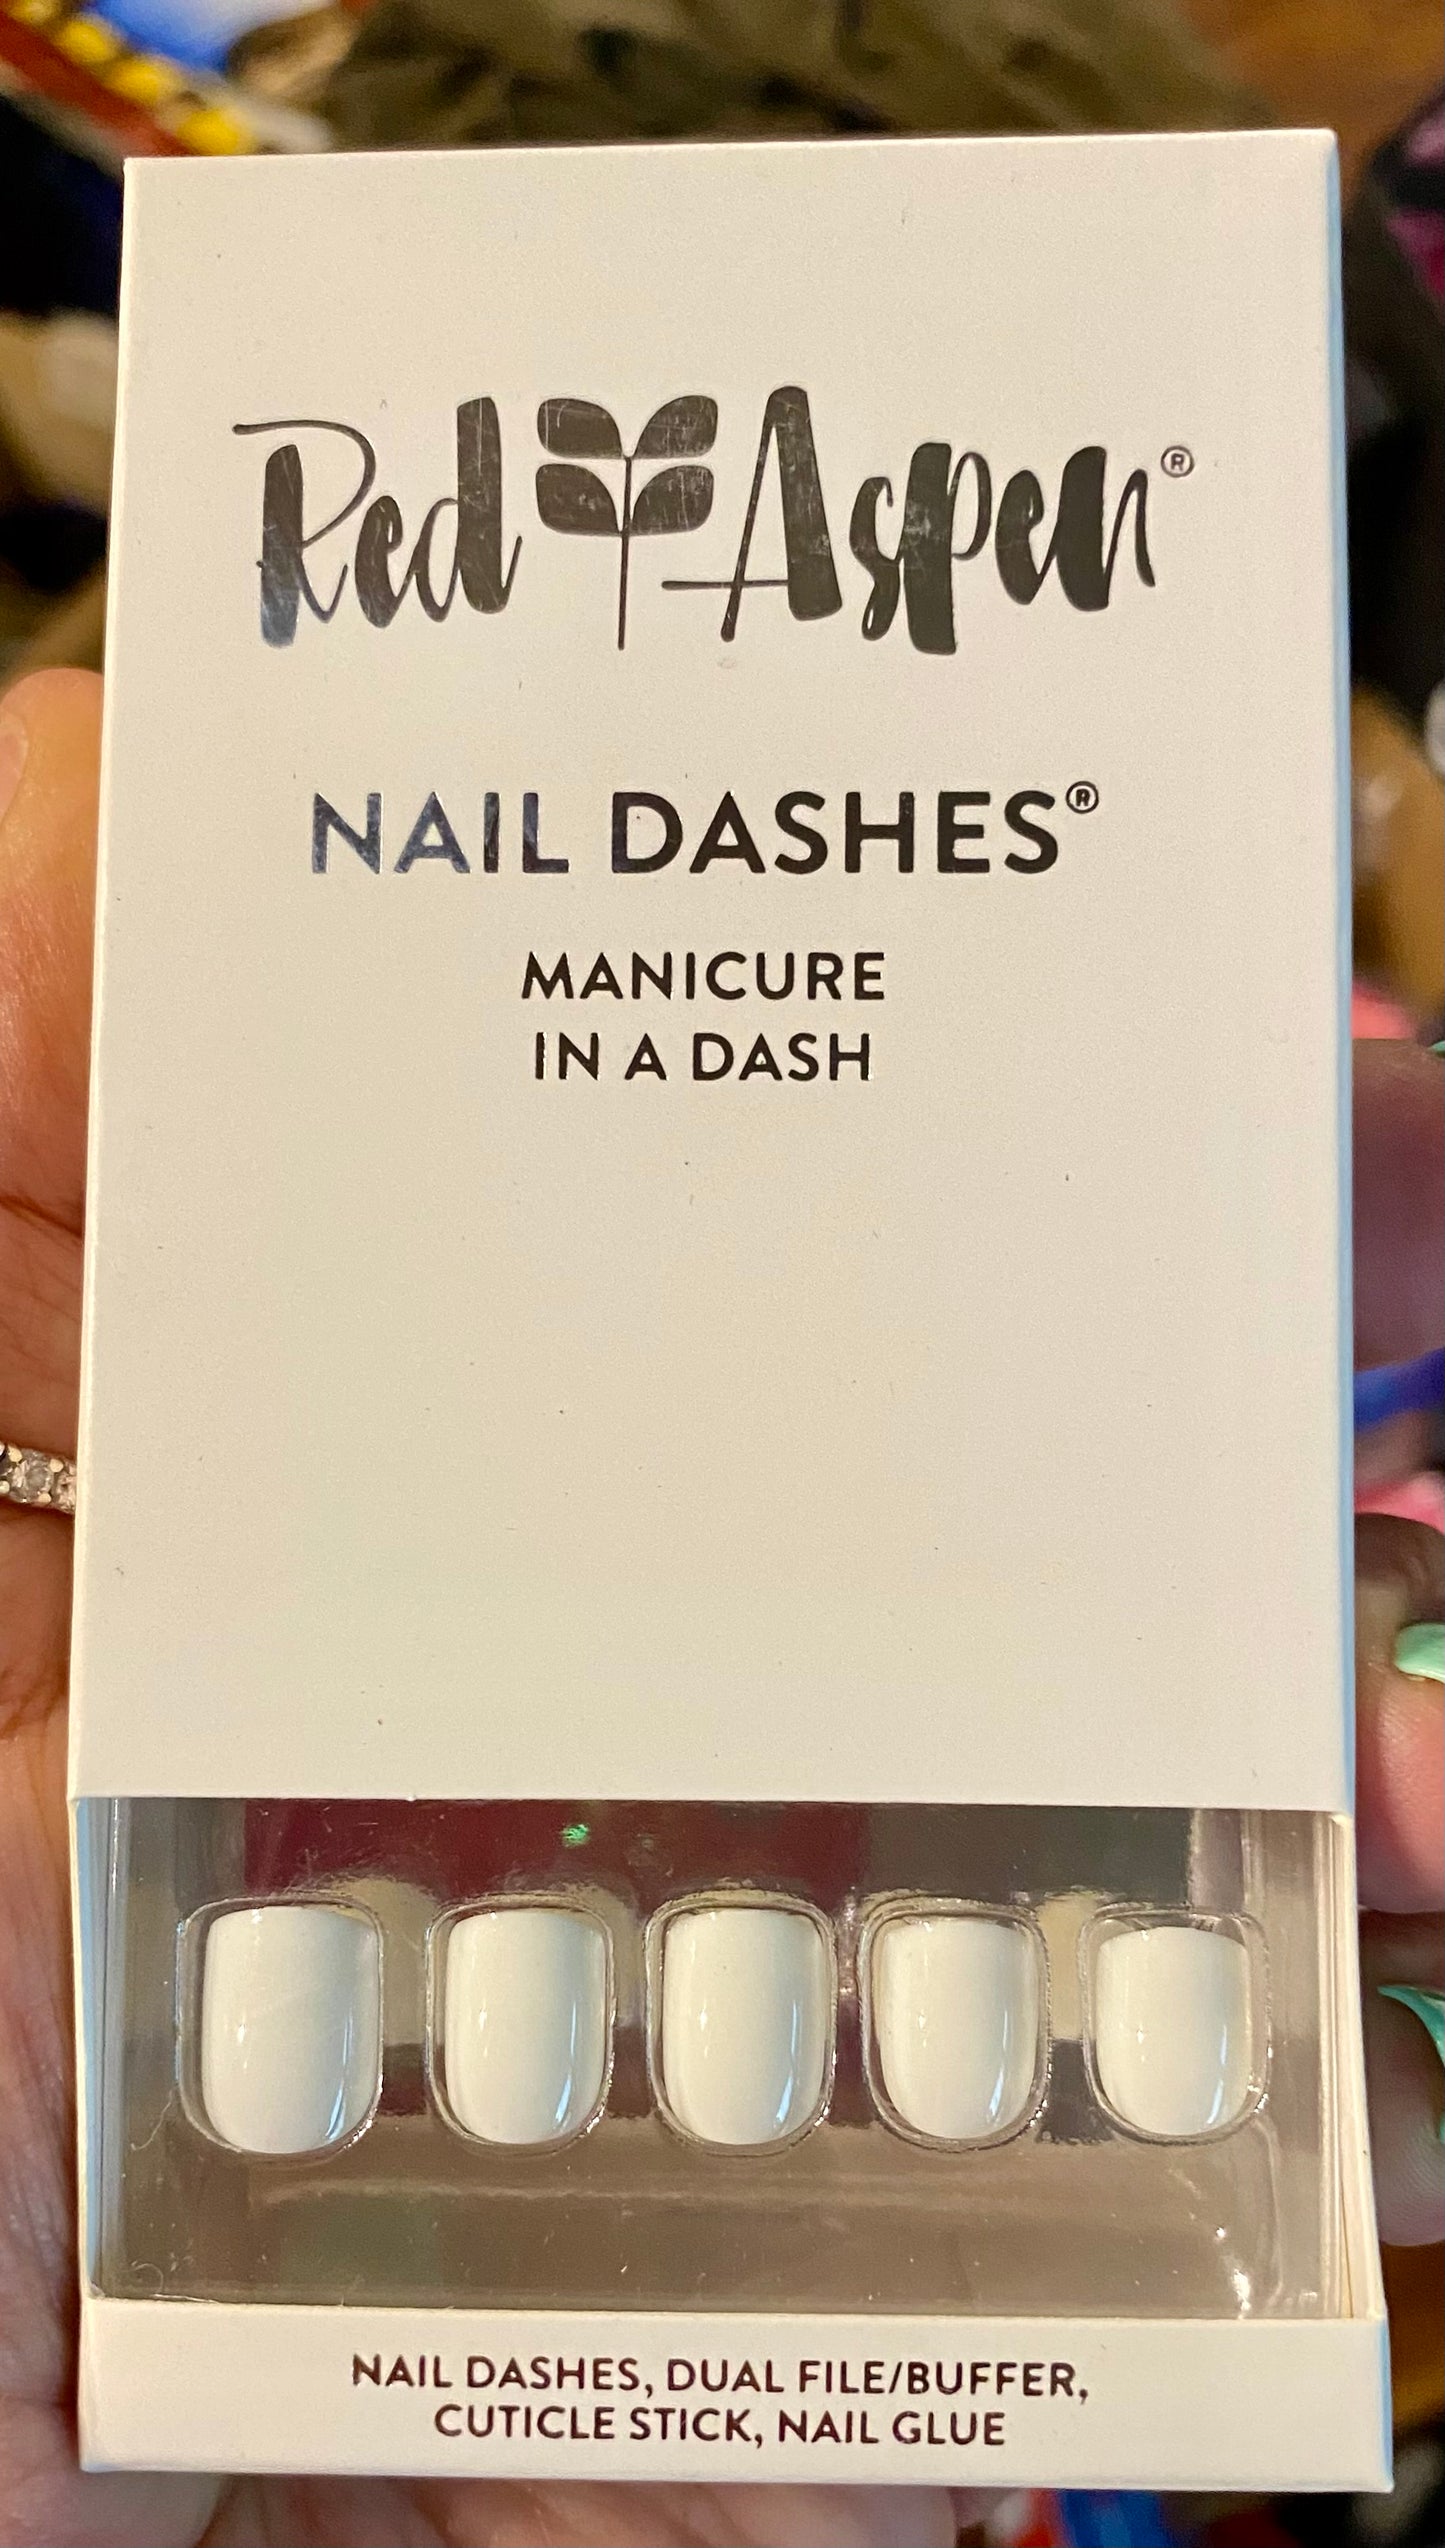 Red Aspen®
NAIL DASHES®
MANICURE
IN A DASH
NAIL DASHES, DUAL FILE/BUFFER,
CUTICLE STICK, NAIL GLUE